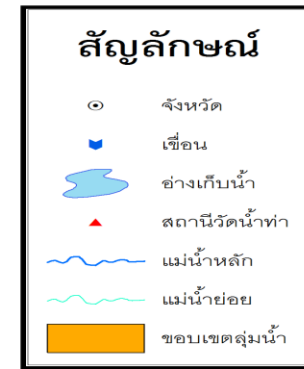 สัญลักษณ์
จังหวัด
เขื่อน
อ่างเก็บน้ำ
สถานีวัดน้ำท่า
แม่น้ำหลัก
แม่น้ำย่อย
ขอบเขตลุ่มน้ำ